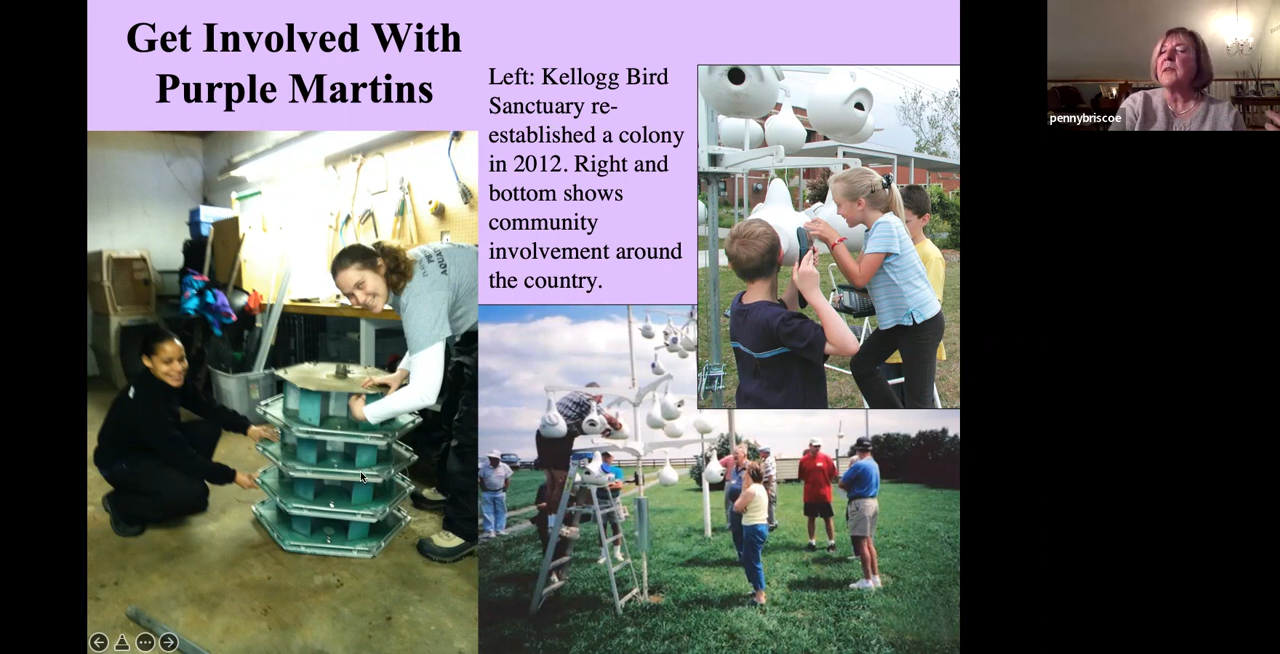 Get Involved With
Purple Martins
Left: Kellogg Bird
Sanctuary re-
established a colony
in 2012. Right and
bottom shows
community
involvement around
the country.
pennybriscoe